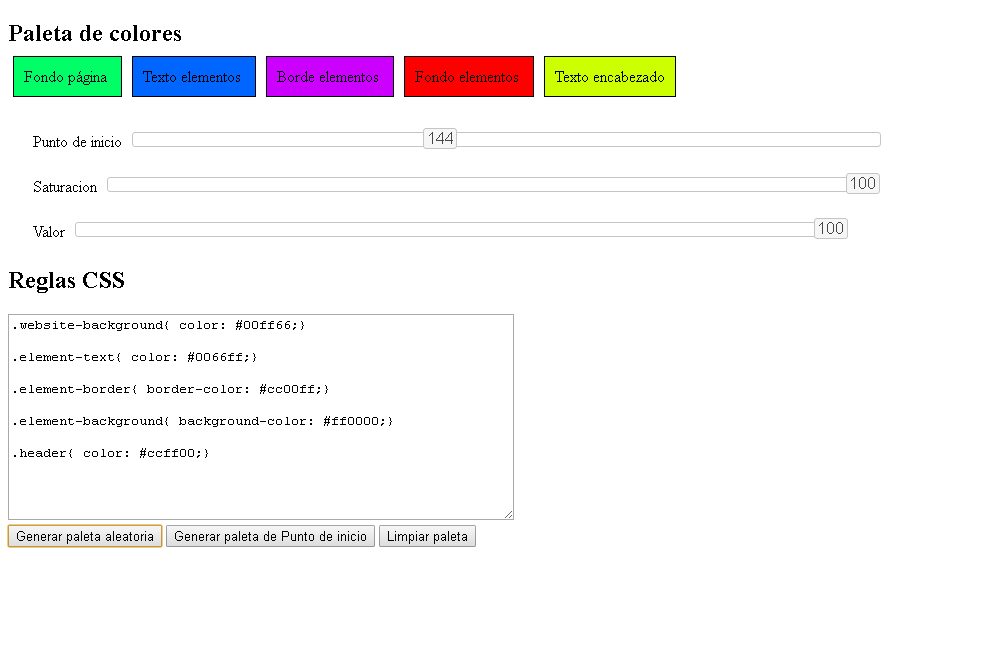 Paleta de colores
Fondo página Texto elementos Borde elementos Fondo elementos Texto encabezado
Punto de inicio 144
Saturacion 100
Valor 100
Reglas CSS
.website-background{ color: #00ff66;}
.element-text{ color: #0066ff;}
.element-border{ border-color: #cc00ff;}
.element-background{ background-color: #ff0000;}
.header{ color: #ccff00;}
Generar paleta aleatoria Generar paleta de Punto de inicio Limpiar paleta